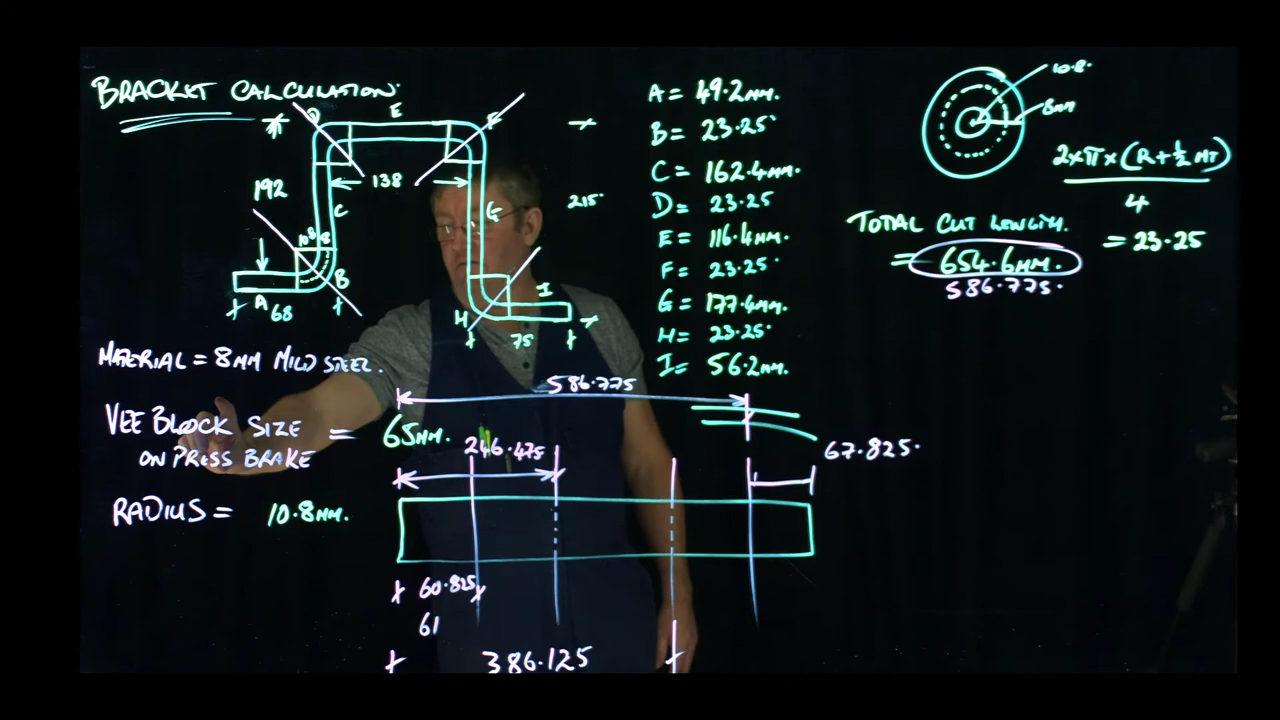 BRACKET CALCULATION.
D
E
F
192
138
215
C
G
10.8
8
B
A
68
H
I
75
A = 49.2MM.
B = 23.25
C = 162.4MM.
D = 23.25
E = 116.4MM.
F = 23.25
G = 177.4MM.
H = 23.25
I = 56.2MM.
10.8
8MM
2×π×(R+½MT)
4
= 23.25
TOTAL CUT LENGTH.
= 654.6MM.
586.775
MATERIAL = 8MM MILD STEEL.
VEE BLOCK SIZE = 65MM.
ON PRESS BRAKE
RADIUS = 10.8MM.
586.775
246.475
67.825
60.825
61
386.125